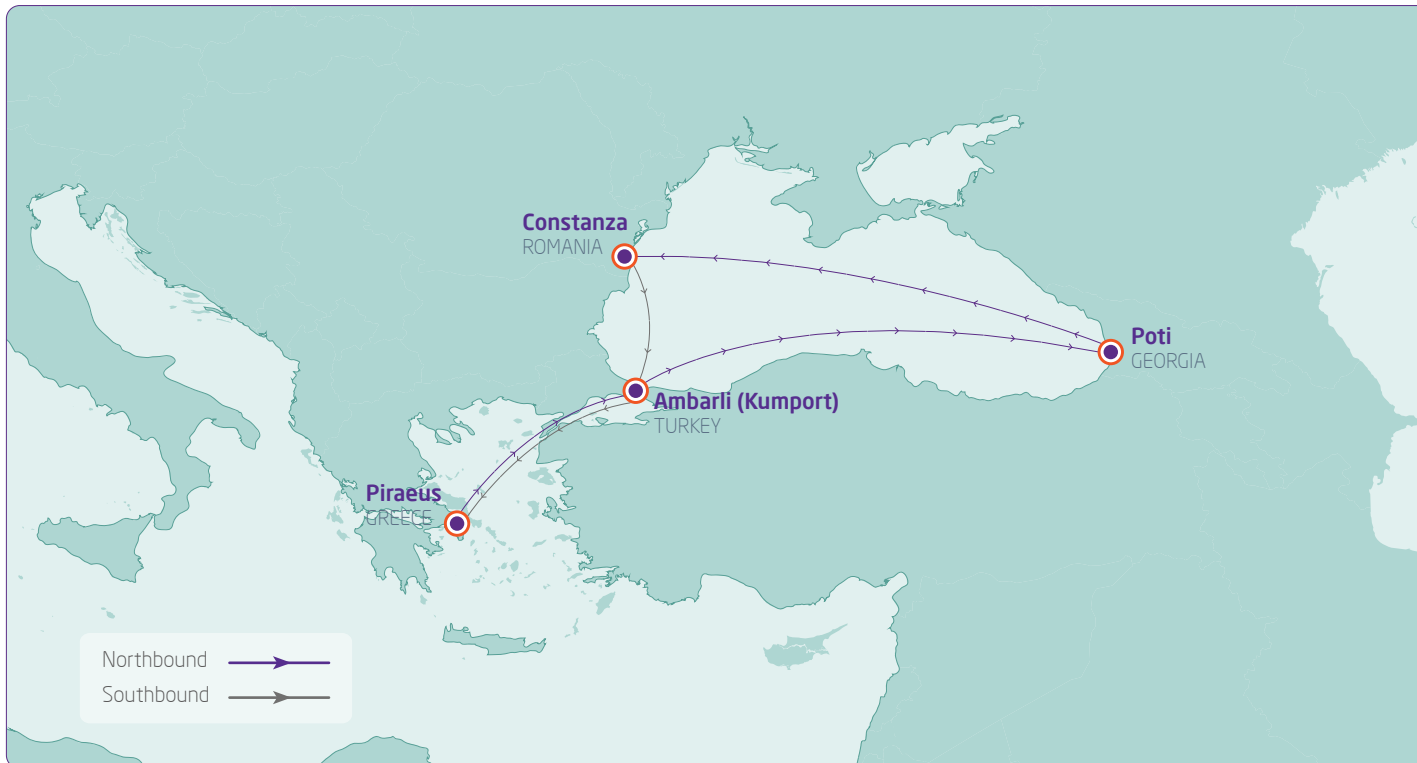 Constanza
ROMANIA
Poti
GEORGIA
Ambarli (Kumport)
TURKEY
Piraeus
GREECE
Northbound
Southbound